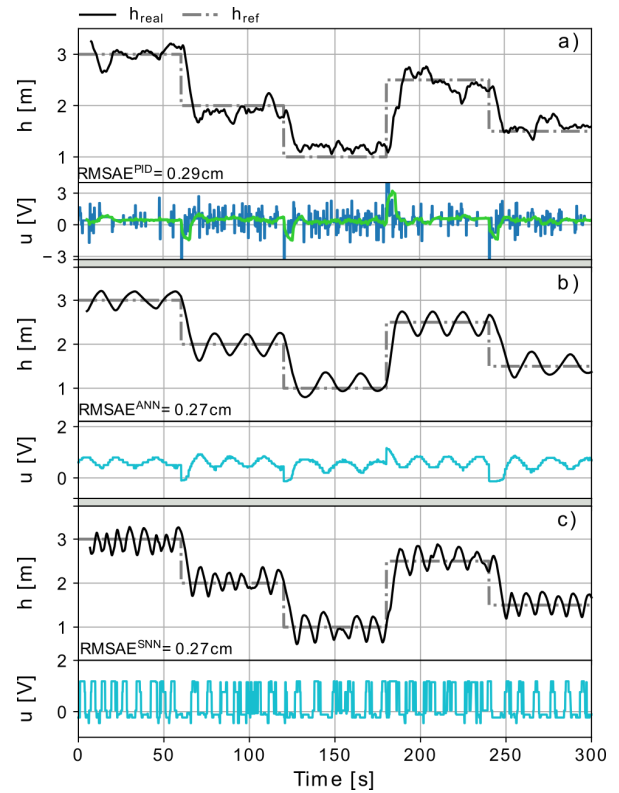 h_real h_ref
a)
h [m]
3
2
1
RMSAE^PID = 0.29cm
u [V]
3
0
−3
b)
h [m]
3
2
1
RMSAE^ANN = 0.27cm
u [V]
2
0
c)
h [m]
3
2
1
RMSAE^SNN = 0.27cm
u [V]
2
0
0 50 100 150 200 250 300
Time [s]